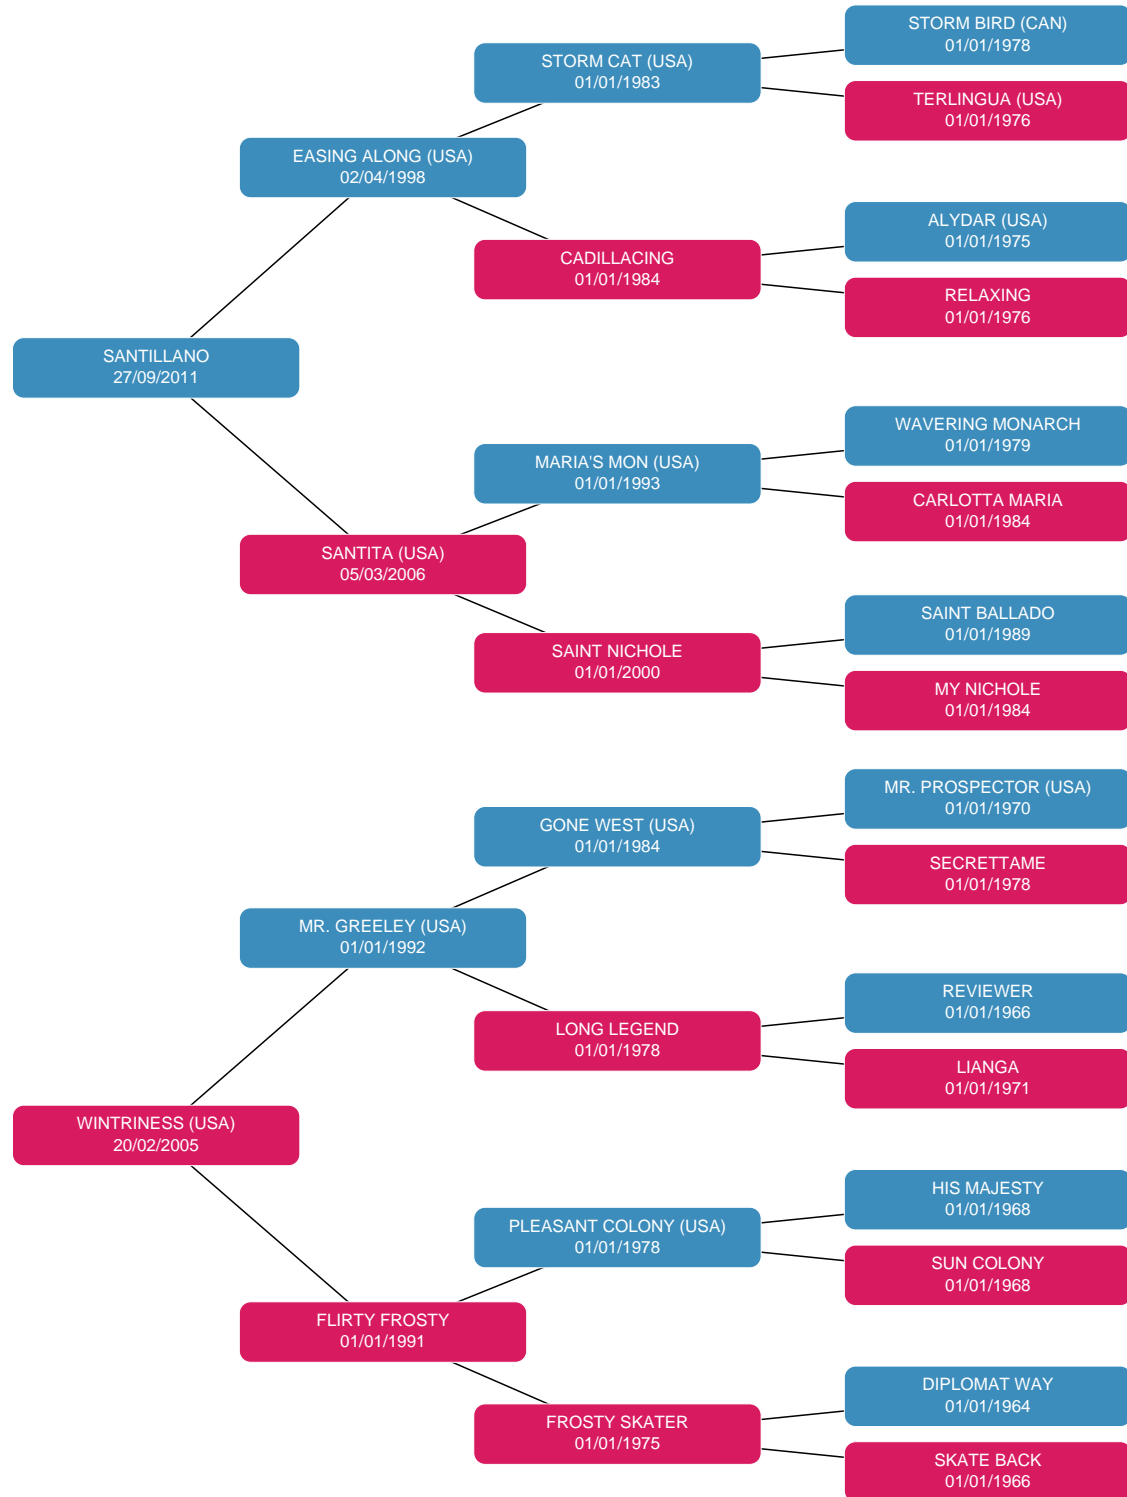 STORM BIRD (CAN)
01/01/1978
STORM CAT (USA)
01/01/1983
TERLINGUA (USA)
01/01/1976
EASING ALONG (USA)
02/04/1998
ALYDAR (USA)
01/01/1975
CADILLACING
01/01/1984
RELAXING
01/01/1976
SANTILLANO
27/09/2011
WAVERING MONARCH
01/01/1979
MARIA'S MON (USA)
01/01/1993
CARLOTTA MARIA
01/01/1984
SANTITA (USA)
05/03/2006
SAINT BALLADO
01/01/1989
SAINT NICHOLE
01/01/2000
MY NICHOLE
01/01/1984
MR. PROSPECTOR (USA)
01/01/1970
GONE WEST (USA)
01/01/1984
SECRETTAME
01/01/1978
MR. GREELEY (USA)
01/01/1992
REVIEWER
01/01/1966
LONG LEGEND
01/01/1978
LIANGA
01/01/1971
WINTRINESS (USA)
20/02/2005
HIS MAJESTY
01/01/1968
PLEASANT COLONY (USA)
01/01/1978
SUN COLONY
01/01/1968
FLIRTY FROSTY
01/01/1991
DIPLOMAT WAY
01/01/1964
FROSTY SKATER
01/01/1975
SKATE BACK
01/01/1966